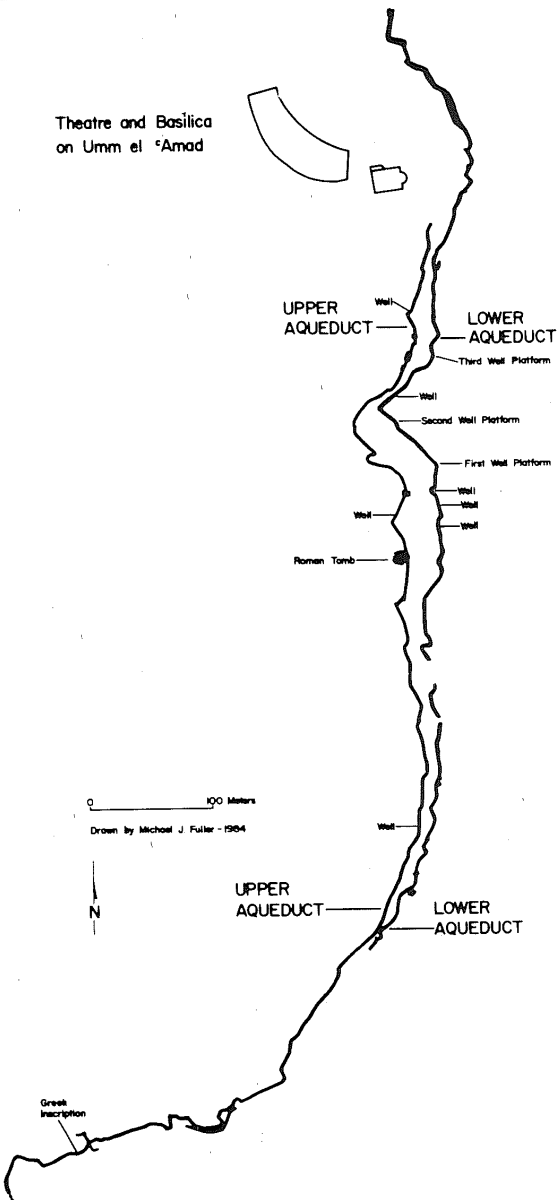 Theatre and Basilica
on Umm el ʿAmad
Well
UPPER
AQUEDUCT
LOWER
AQUEDUCT
Third Well Platform
Well
Second Well Platform
First Well Platform
Well
Well
Well
Well
Roman Tomb
0 100 Meters
Drawn by Michael J. Fuller - 1984
Well
N
UPPER
AQUEDUCT
LOWER
AQUEDUCT
Greek
Inscription